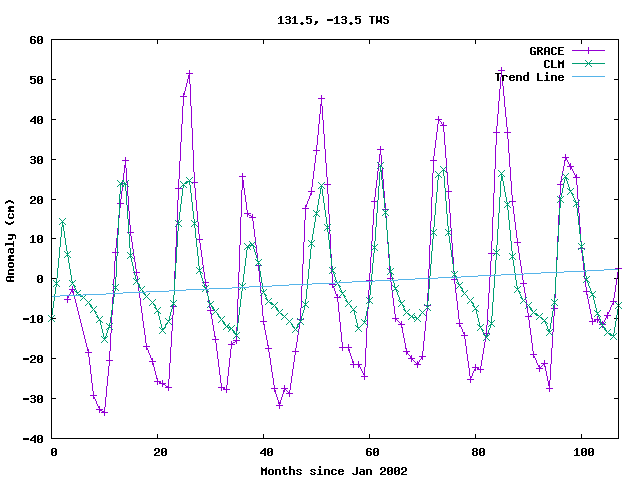 131.5, -13.5 TWS
GRACE
CLM
Trend Line
Anomaly (cm)
60
50
40
30
20
10
0
-10
-20
-30
-40
0 20 40 60 80 100
Months since Jan 2002